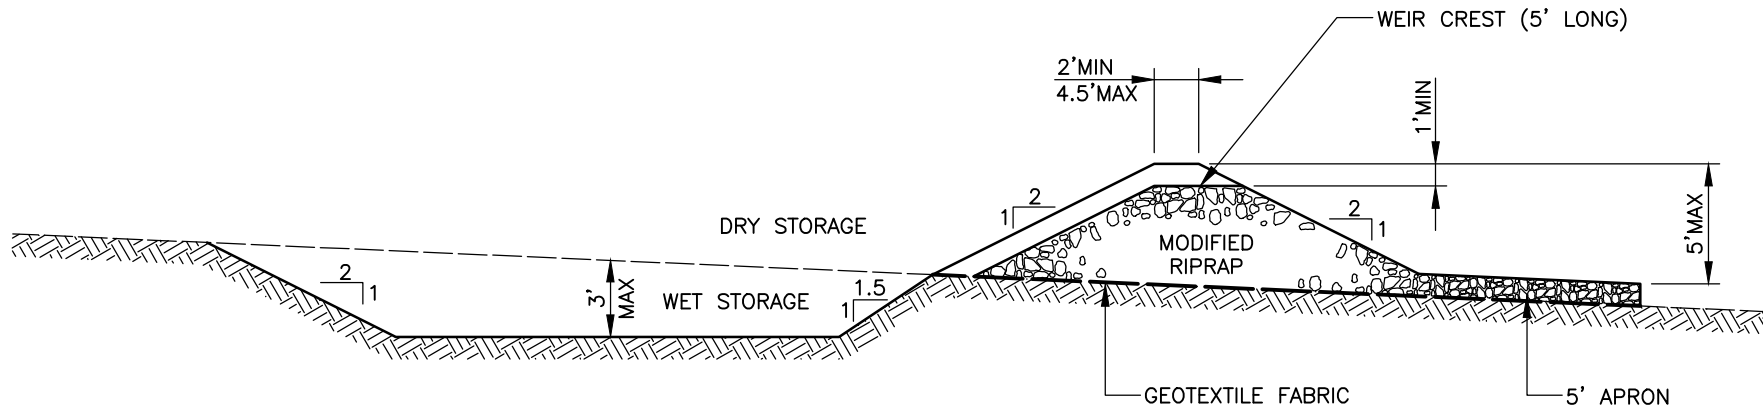 WEIR CREST (5' LONG)
2'MIN
4.5'MAX
1'MIN
2
1
DRY STORAGE
2
1
5'MAX
MODIFIED
RIPRAP
2
1
3'
MAX
WET STORAGE
1.5
1
GEOTEXTILE FABRIC
5' APRON